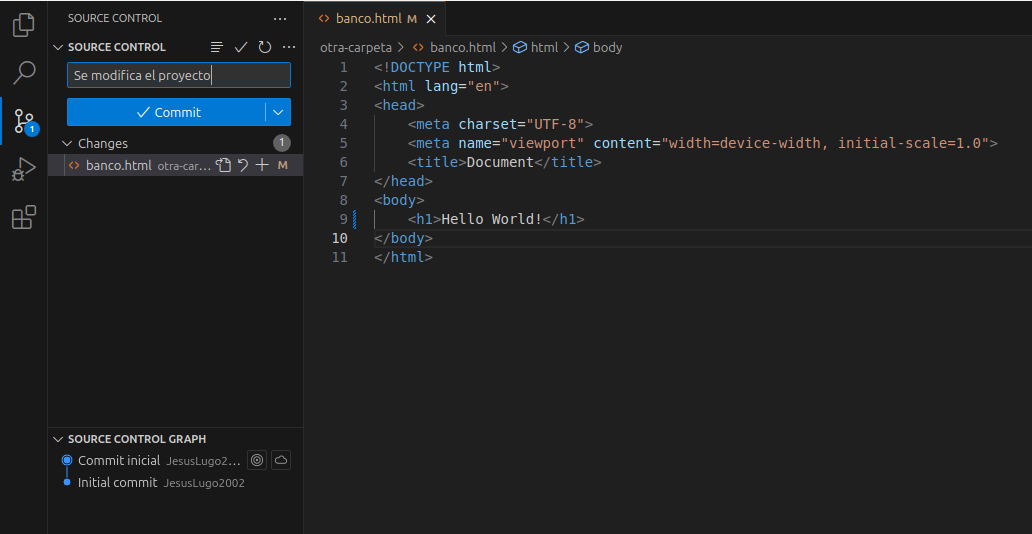 SOURCE CONTROL
SOURCE CONTROL
Se modifica el proyecto
Commit
Changes 1
banco.html otra-car... M
SOURCE CONTROL GRAPH
Commit inicial JesusLugo2...
Initial commit JesusLugo2002
1
banco.html M
otra-carpeta > banco.html > html > body
1 <!DOCTYPE html>
2 <html lang="en">
3 <head>
4 <meta charset="UTF-8">
5 <meta name="viewport" content="width=device-width, initial-scale=1.0">
6 <title>Document</title>
7 </head>
8 <body>
9 <h1>Hello World!</h1>
10 </body>
11 </html>